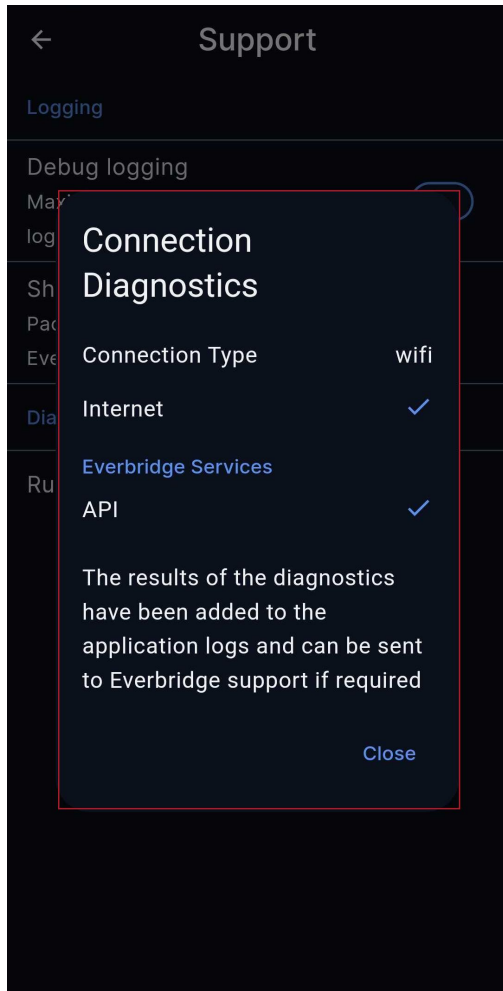 Support
Logging
Debug logging
log
Connection
Diagnostics
Connection Type wifi
Internet
Everbridge Services
API
The results of the diagnostics
have been added to the
application logs and can be sent
to Everbridge support if required
Close